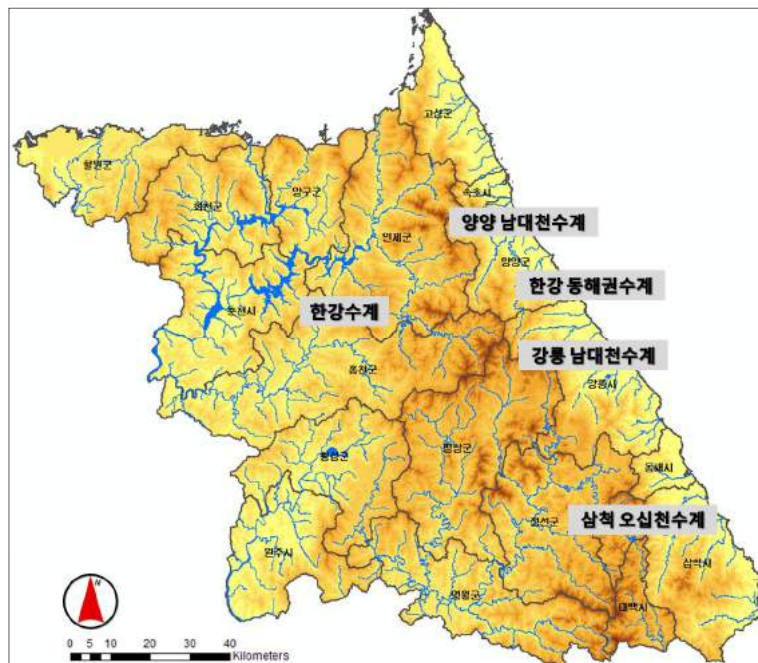 고성군
철원군
속초시
양구군
화천군
인제군
양양 남대천수계
양양군
한강 동해권수계
한강수계
춘천시
강릉 남대천수계
홍천군
강릉시
평창군
횡성군
동해시
정선군
삼척 오십천수계
원주시
삼척시
영월군
태백시
N
0 5 10 20 30 40
Kilometers